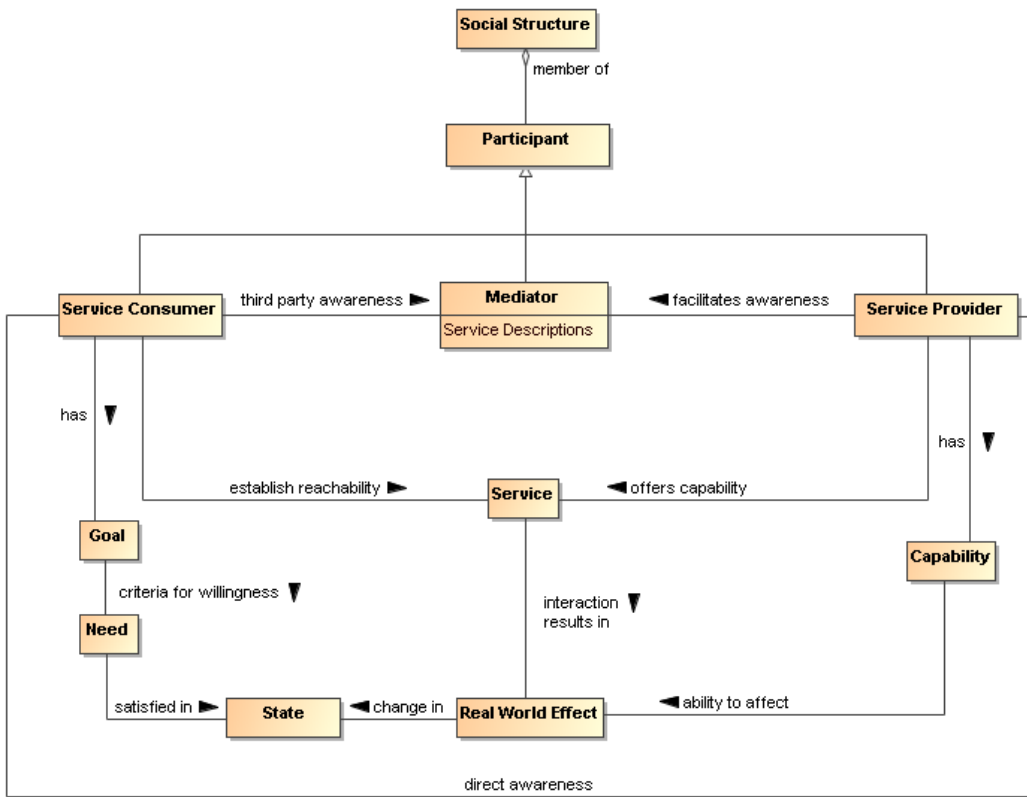 Social Structure
member of
Participant
third party awareness
Mediator
facilitates awareness
Service Consumer
Service Descriptions
Service Provider
has
has
establish reachability
Service
offers capability
Goal
Capability
criteria for willingness
interaction
results in
Need
satisfied in
State
change in
Real World Effect
ability to affect
direct awareness